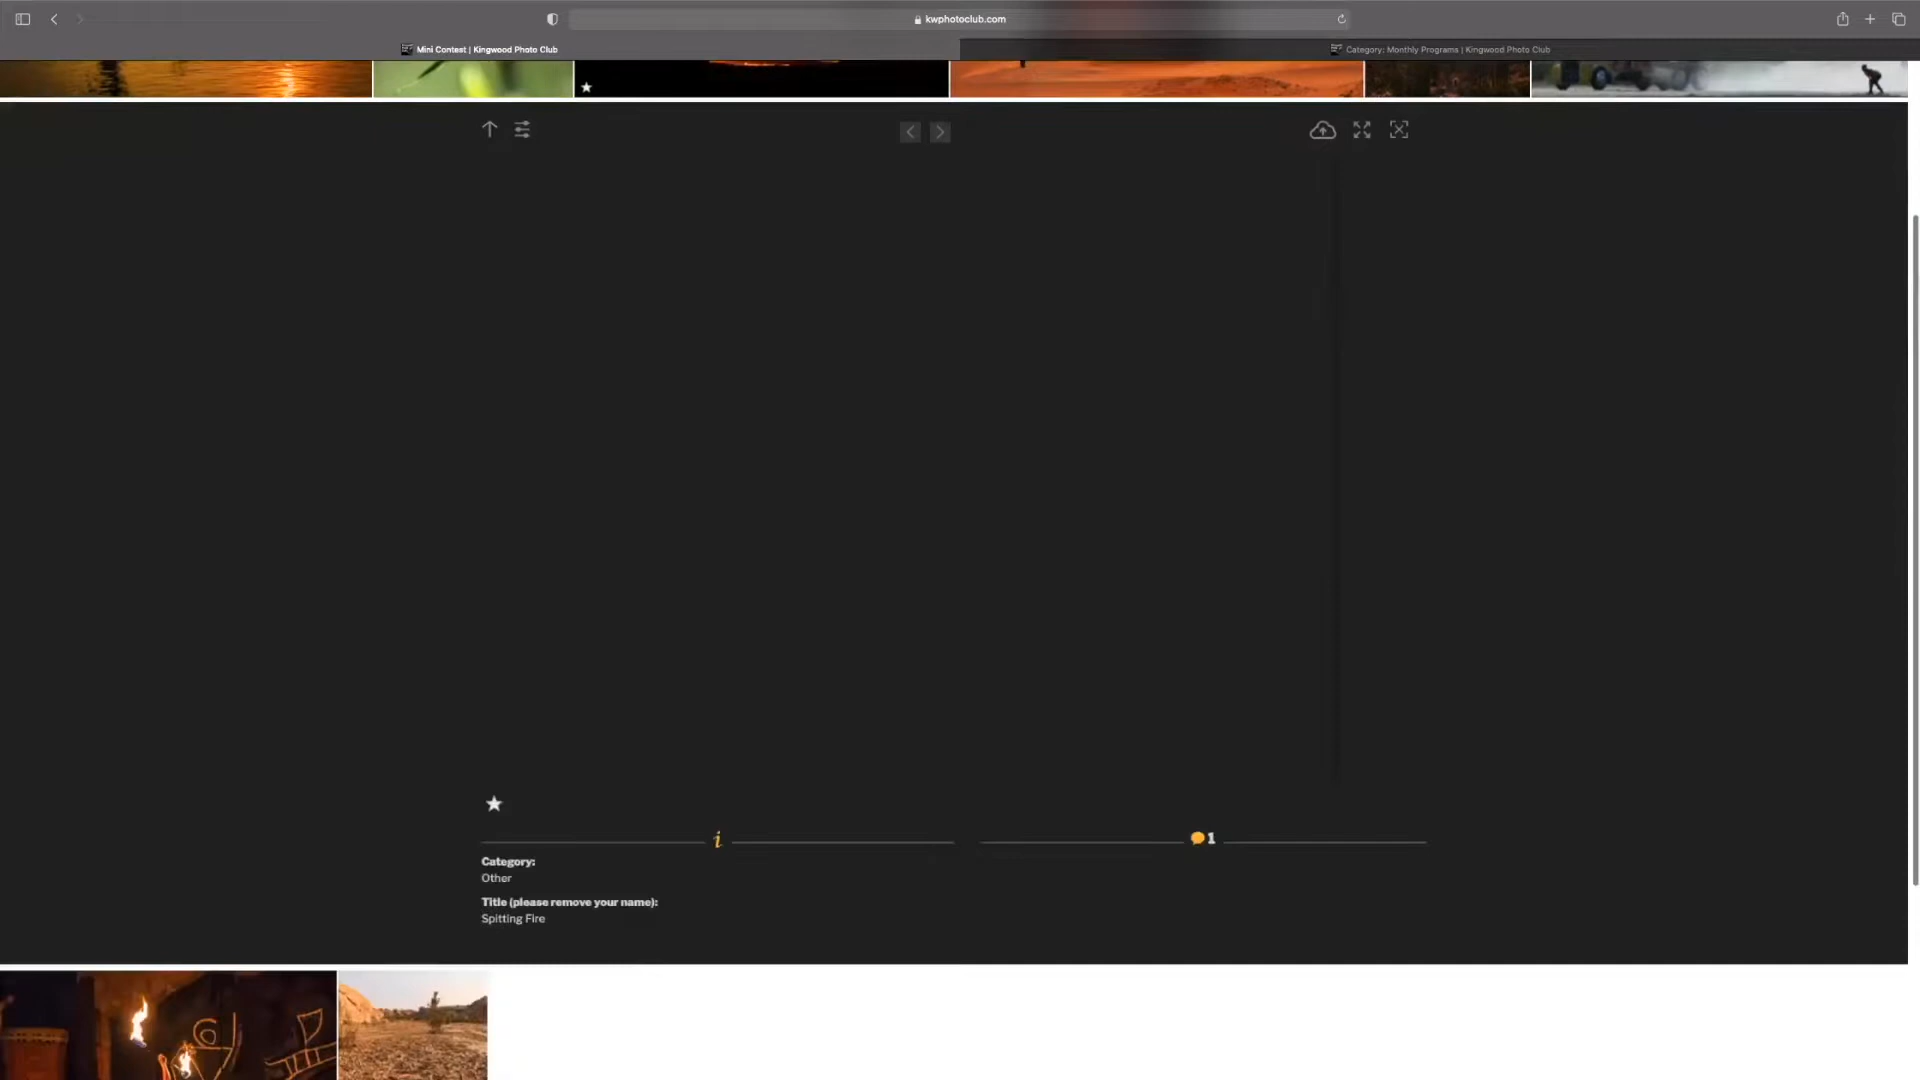 kwphotoclub.com
Mini Contest | Kingwood Photo Club
Category: Monthly Programs | Kingwood Photo Club
i
1
Category:
Other
Title (please remove your name):
Spitting Fire